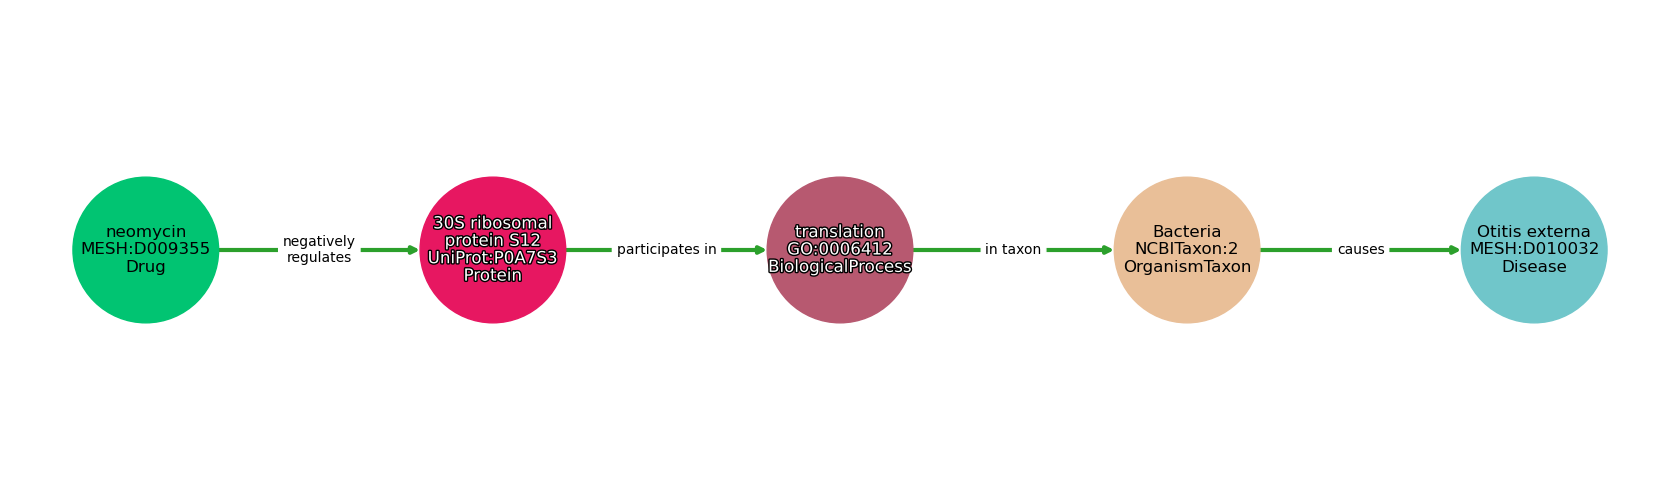 neomycin
MESH:D009355
Drug
negatively
regulates
30S ribosomal
protein S12
UniProt:P0A7S3
Protein
participates in
translation
GO:0006412
BiologicalProcess
in taxon
Bacteria
NCBITaxon:2
OrganismTaxon
causes
Otitis externa
MESH:D010032
Disease